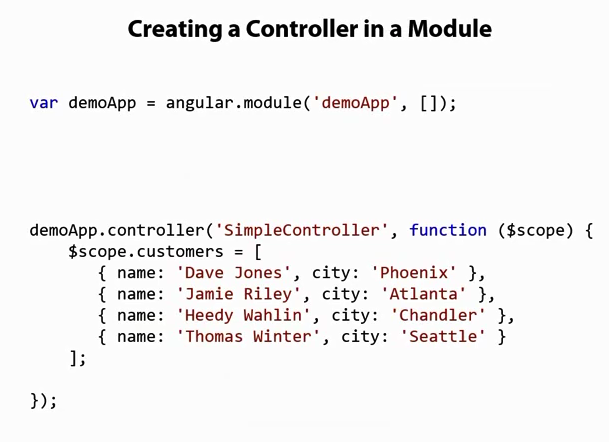 Creating a Controller in a Module
var demoApp = angular.module('demoApp', []);
demoApp.controller('SimpleController', function ($scope) {
$scope.customers = [
{ name: 'Dave Jones', city: 'Phoenix' },
{ name: 'Jamie Riley', city: 'Atlanta' },
{ name: 'Heedy Wahlin', city: 'Chandler' },
{ name: 'Thomas Winter', city: 'Seattle' }
];
});